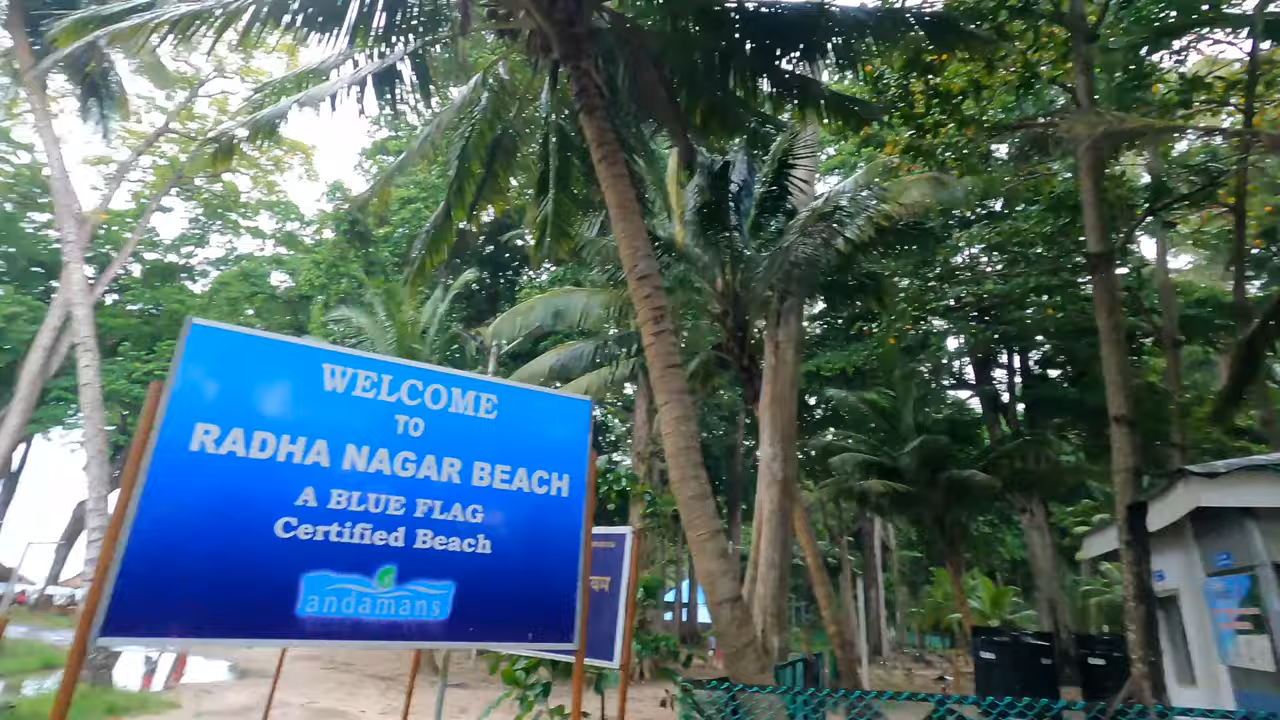 WELCOME
TO
RADHA NAGAR BEACH
A BLUE FLAG
Certified Beach
andamans